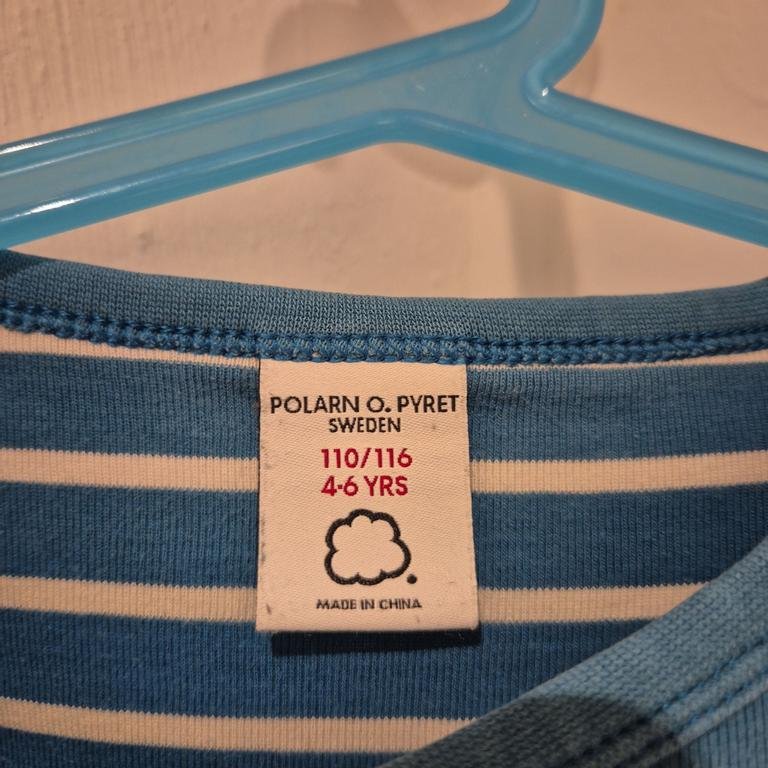 POLARN O. PYRET
SWEDEN
110/116
4-6 YRS
MADE IN CHINA